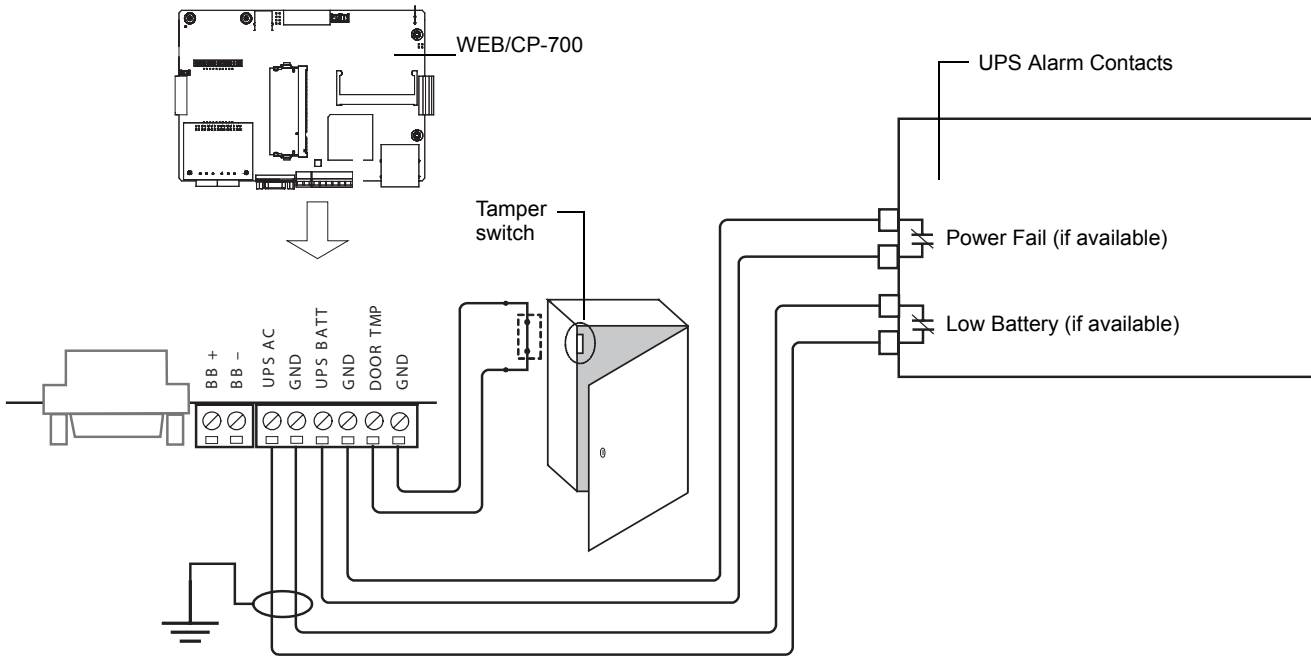 WEB/CP-700
UPS Alarm Contacts
Tamper
switch
Power Fail (if available)
Low Battery (if available)
BB +
BB –
UPS AC
GND
UPS BATT
GND
DOOR TMP
GND